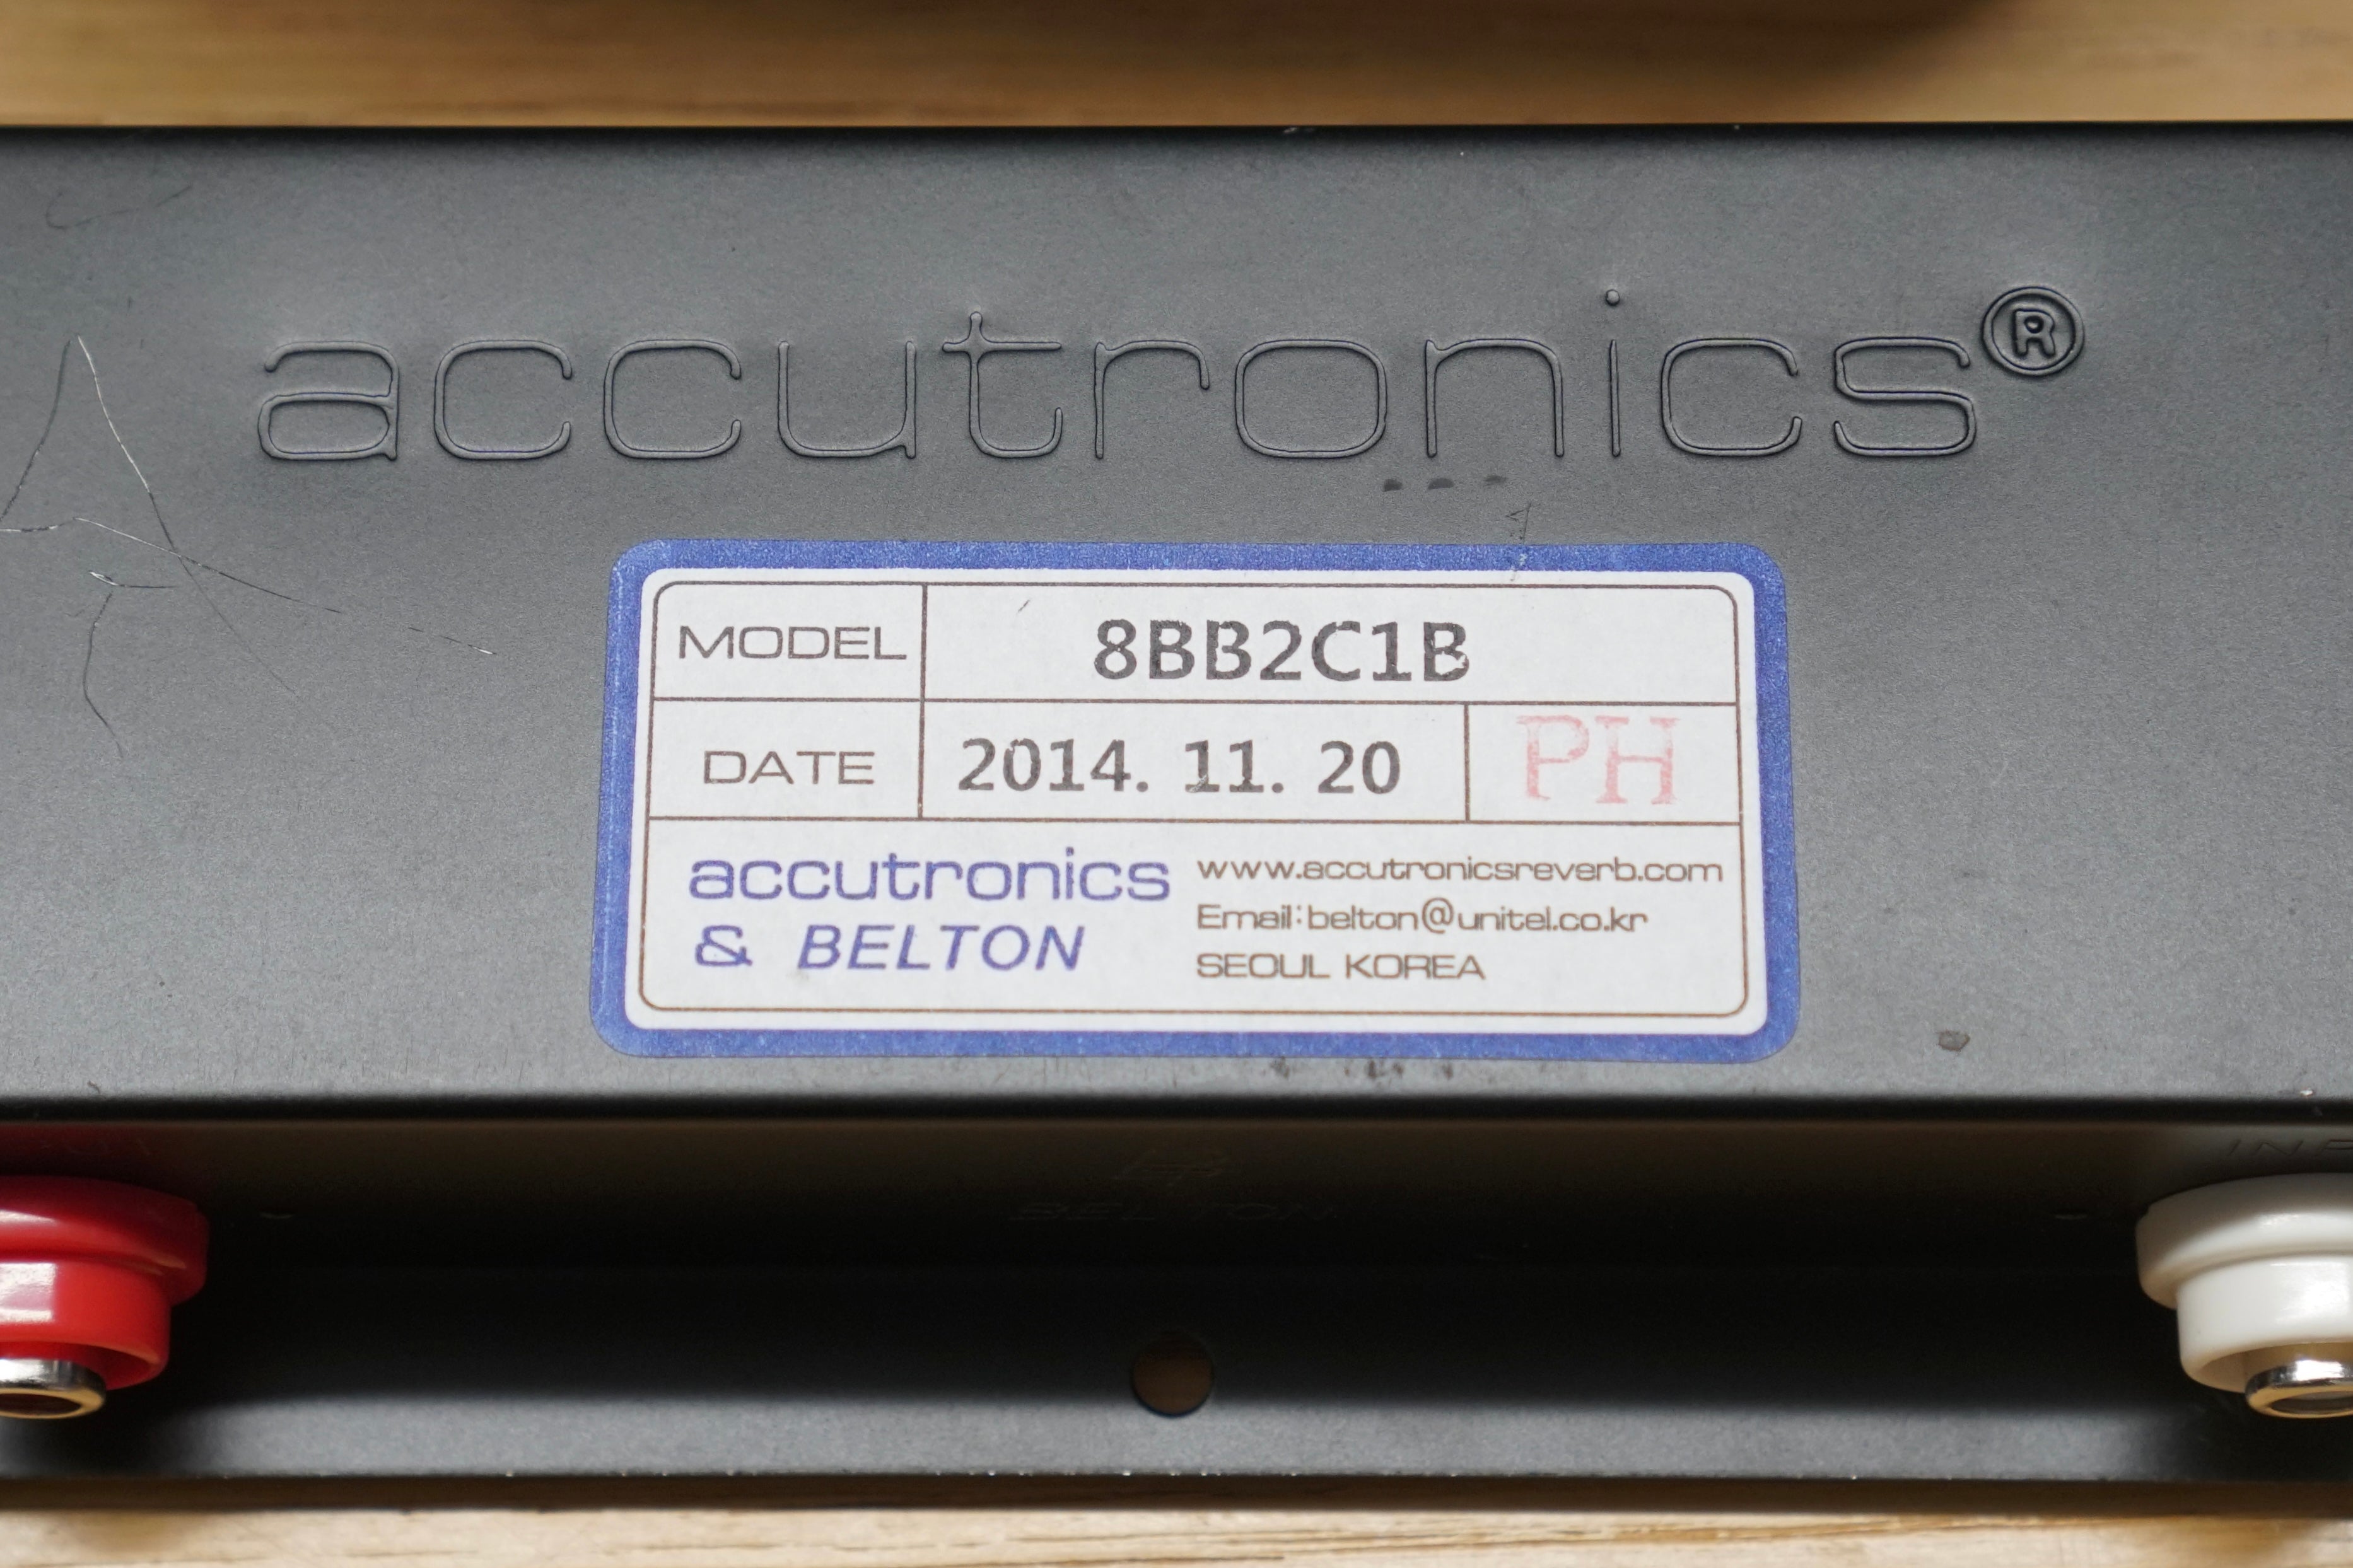 accutronics®
MODEL 8BB2C1B
DATE 2014. 11. 20 PH
accutronics
& BELTON
www.accutronicsreverb.com
Email:belton@unitel.co.kr
SEOUL KOREA
BELTON